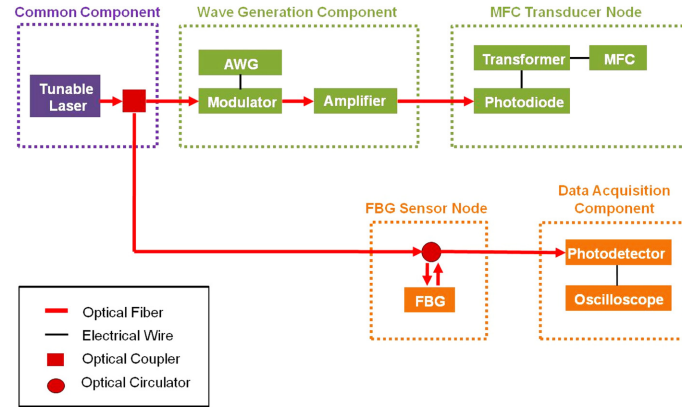 Common Component
Wave Generation Component
MFC Transducer Node
Tunable
Laser
AWG
Modulator
Amplifier
Transformer
MFC
Photodiode
FBG Sensor Node
Data Acquisition
Component
FBG
Photodetector
Oscilloscope
Optical Fiber
Electrical Wire
Optical Coupler
Optical Circulator